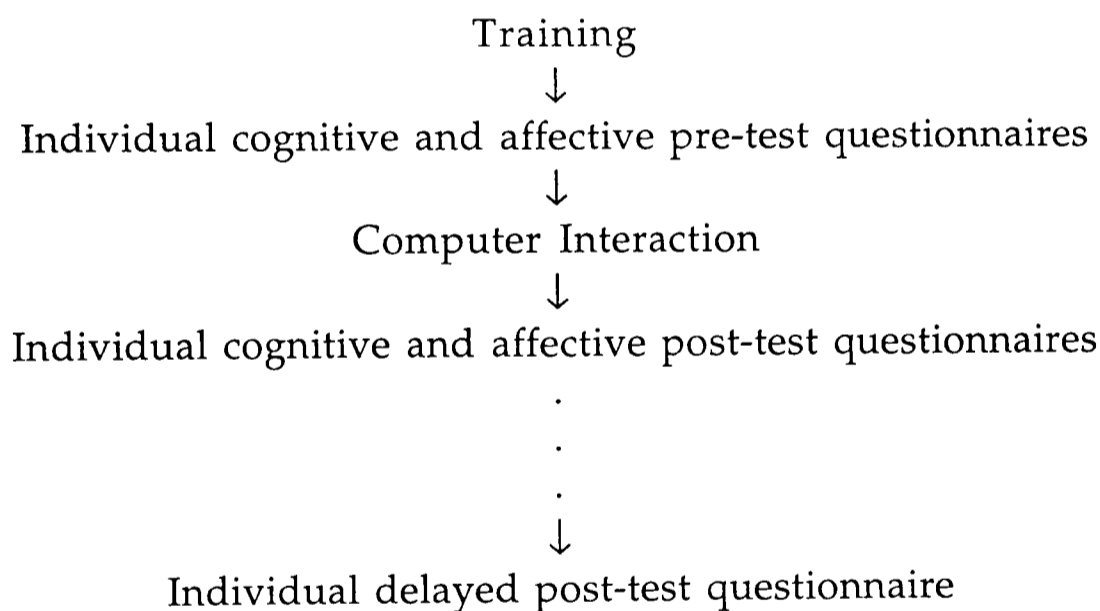 Training
↓
Individual cognitive and affective pre-test questionnaires
↓
Computer Interaction
↓
Individual cognitive and affective post-test questionnaires
.
.
.
↓
Individual delayed post-test questionnaire